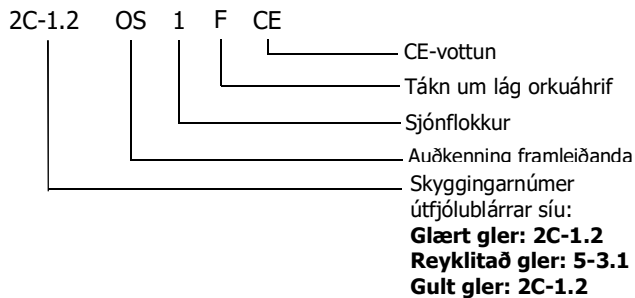 2C-1.2 OS 1 F CE
CE-vottun
Tákn um lág orkuáhrif
Sjónflokkur
Auðkenning framleiðanda
Skyggingarnúmer
útfjólublárrar síu:
Glært gler: 2C-1.2
Reyklitað gler: 5-3.1
Gult gler: 2C-1.2